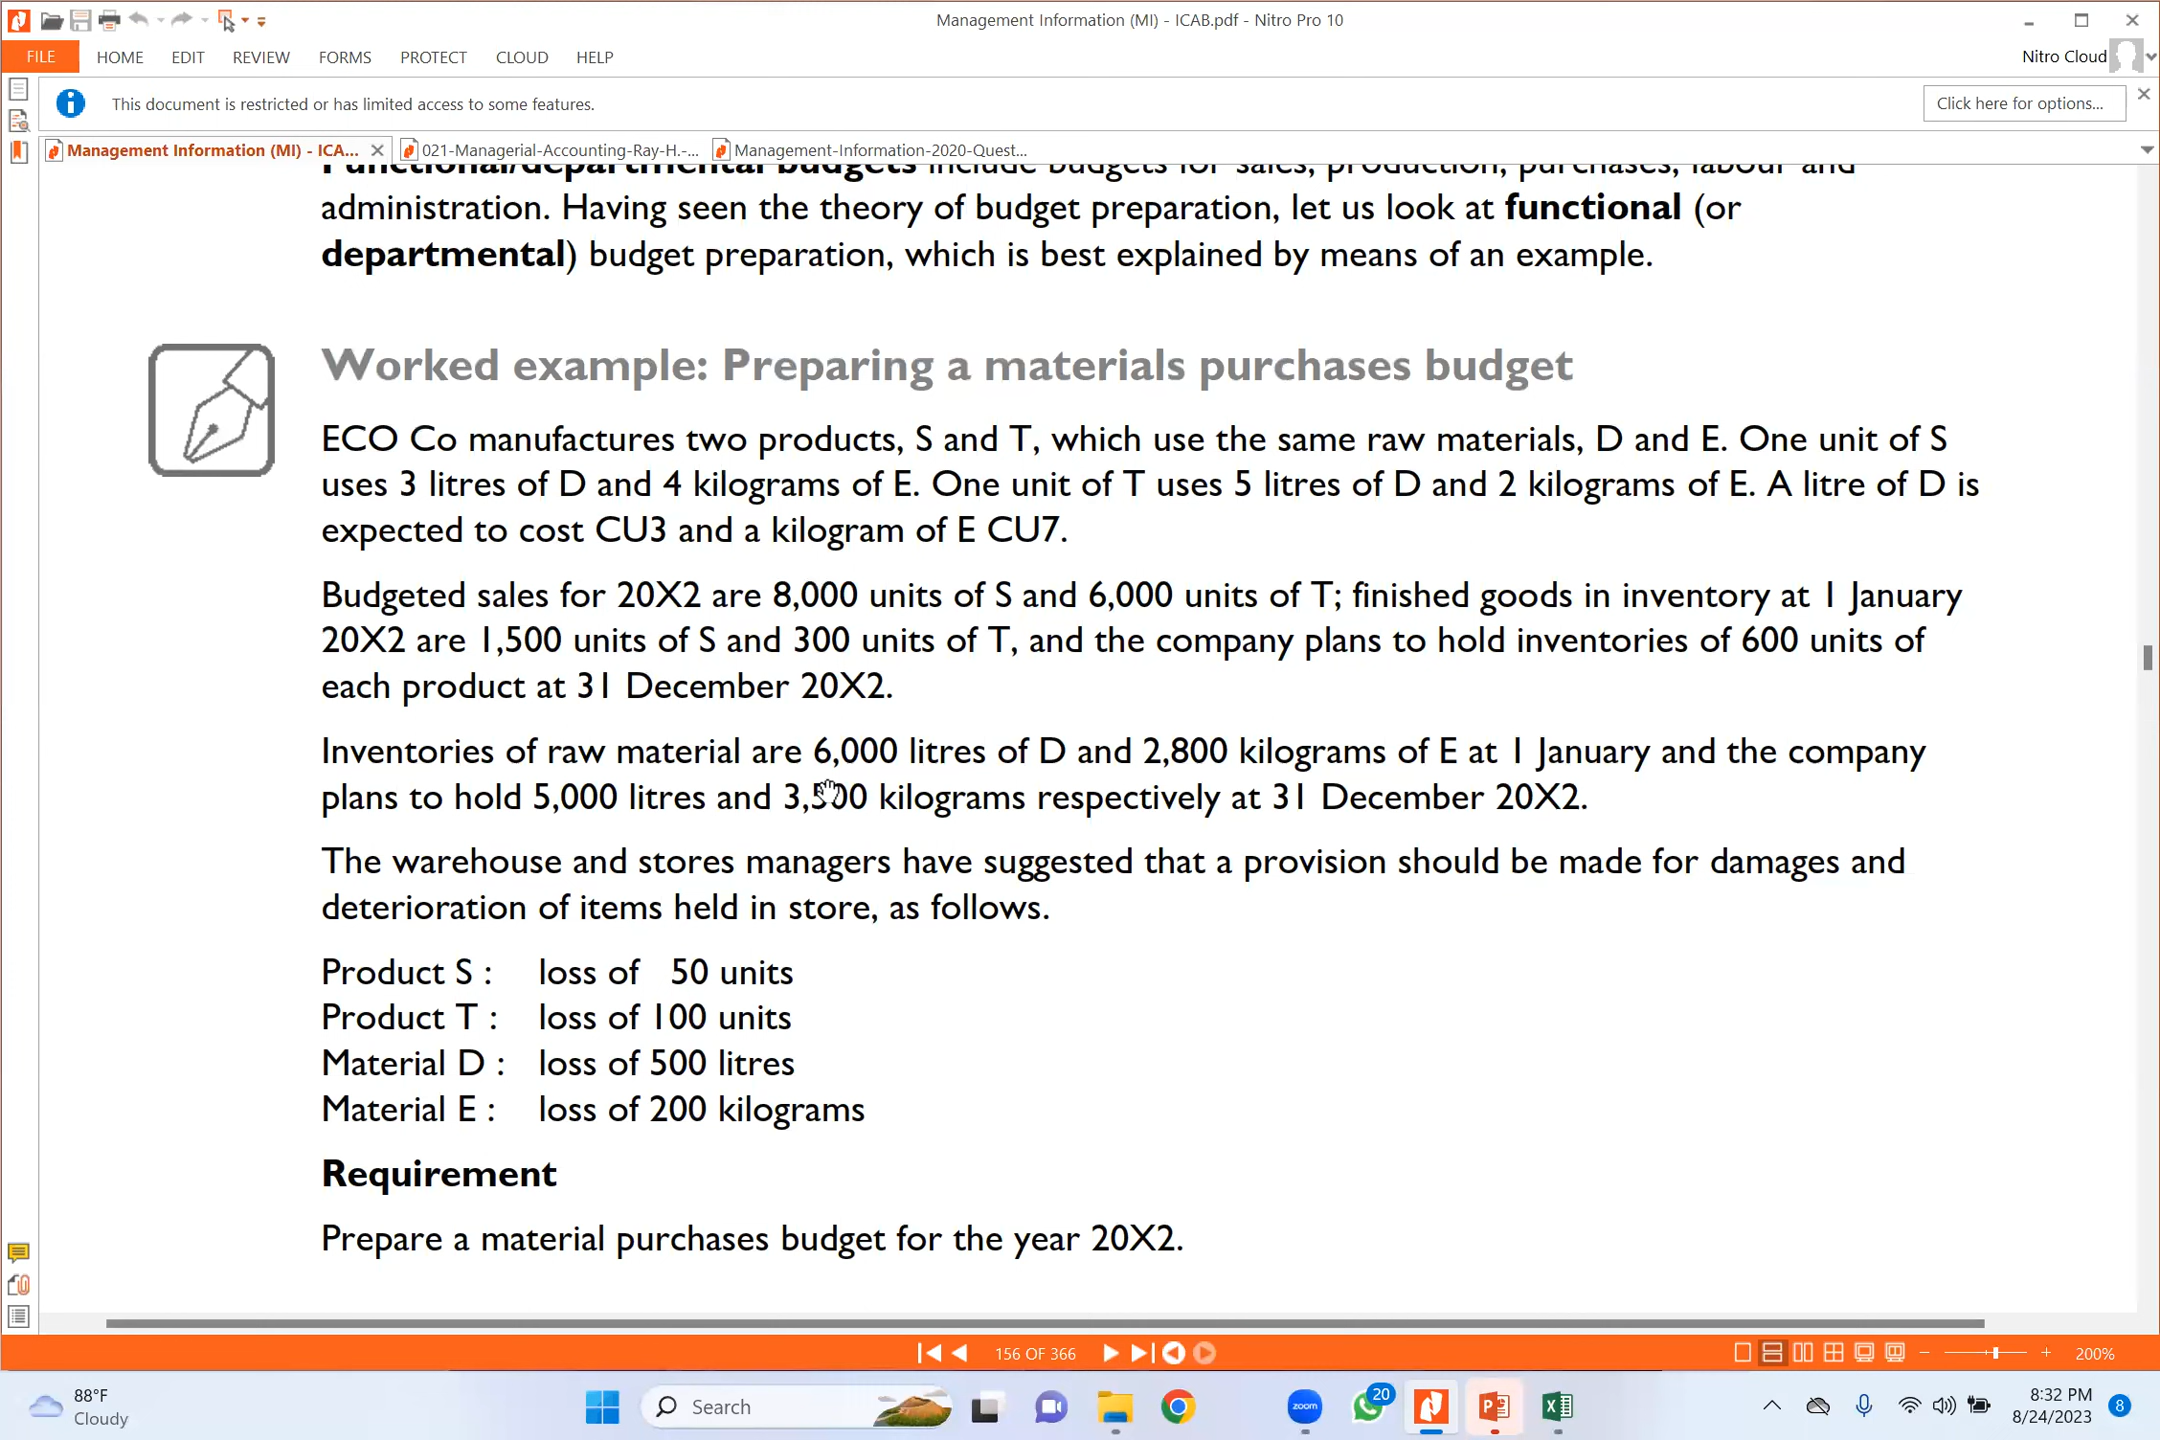 Management Information (MI) - ICAB.pdf - Nitro Pro 10
FILE HOME EDIT REVIEW FORMS PROTECT CLOUD HELP
Nitro Cloud
This document is restricted or has limited access to some features.
Click here for options...
Management Information (MI) - ICA... 021-Managerial-Accounting-Ray-H.-... Management-Information-2020-Quest...
Functional/departmental budgets include budgets for sales, production, purchases, labour and
administration. Having seen the theory of budget preparation, let us look at functional (or
departmental) budget preparation, which is best explained by means of an example.
Worked example: Preparing a materials purchases budget
ECO Co manufactures two products, S and T, which use the same raw materials, D and E. One unit of S
uses 3 litres of D and 4 kilograms of E. One unit of T uses 5 litres of D and 2 kilograms of E. A litre of D is
expected to cost CU3 and a kilogram of E CU7.
Budgeted sales for 20X2 are 8,000 units of S and 6,000 units of T; finished goods in inventory at 1 January
20X2 are 1,500 units of S and 300 units of T, and the company plans to hold inventories of 600 units of
each product at 31 December 20X2.
Inventories of raw material are 6,000 litres of D and 2,800 kilograms of E at 1 January and the company
plans to hold 5,000 litres and 3,500 kilograms respectively at 31 December 20X2.
The warehouse and stores managers have suggested that a provision should be made for damages and
deterioration of items held in store, as follows.
Product S : loss of 50 units
Product T : loss of 100 units
Material D : loss of 500 litres
Material E : loss of 200 kilograms
Requirement
Prepare a material purchases budget for the year 20X2.
156 OF 366
200%
88°F
Cloudy
Search
zoom
20
8:32 PM
8/24/2023
8